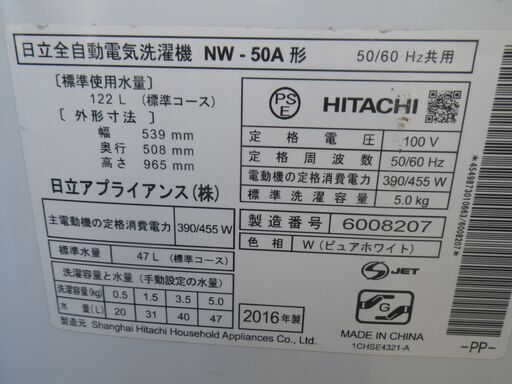 日立全自動電気洗濯機 NW-50A 形
50/60 Hz共用
〔標準使用水量〕
122 L (標準コース)
〔外形寸法〕
幅 539 mm
奥行 508 mm
高さ 965 mm
日立アプライアンス(株)
主電動機の定格消費電力 390/455 W
標準水量 47 L (標準コース)
洗濯容量と水量 (手動設定の水量)
洗濯容量(kg) 0.5 1.5 3.5 5.0
水量(L) 20 31 40 47
製造元 Shanghai Hitachi Household Appliances Co., Ltd.
PSE
HITACHI
定格電圧 100 V
定格周波数 50/60 Hz
電動機の定格消費電力 390/455 W
標準洗濯容量 5.0 kg
製造番号 6008207
色相 W (ピュアホワイト)
JET
2016年製
G
MADE IN CHINA
1CHSE4321-A
-PP-